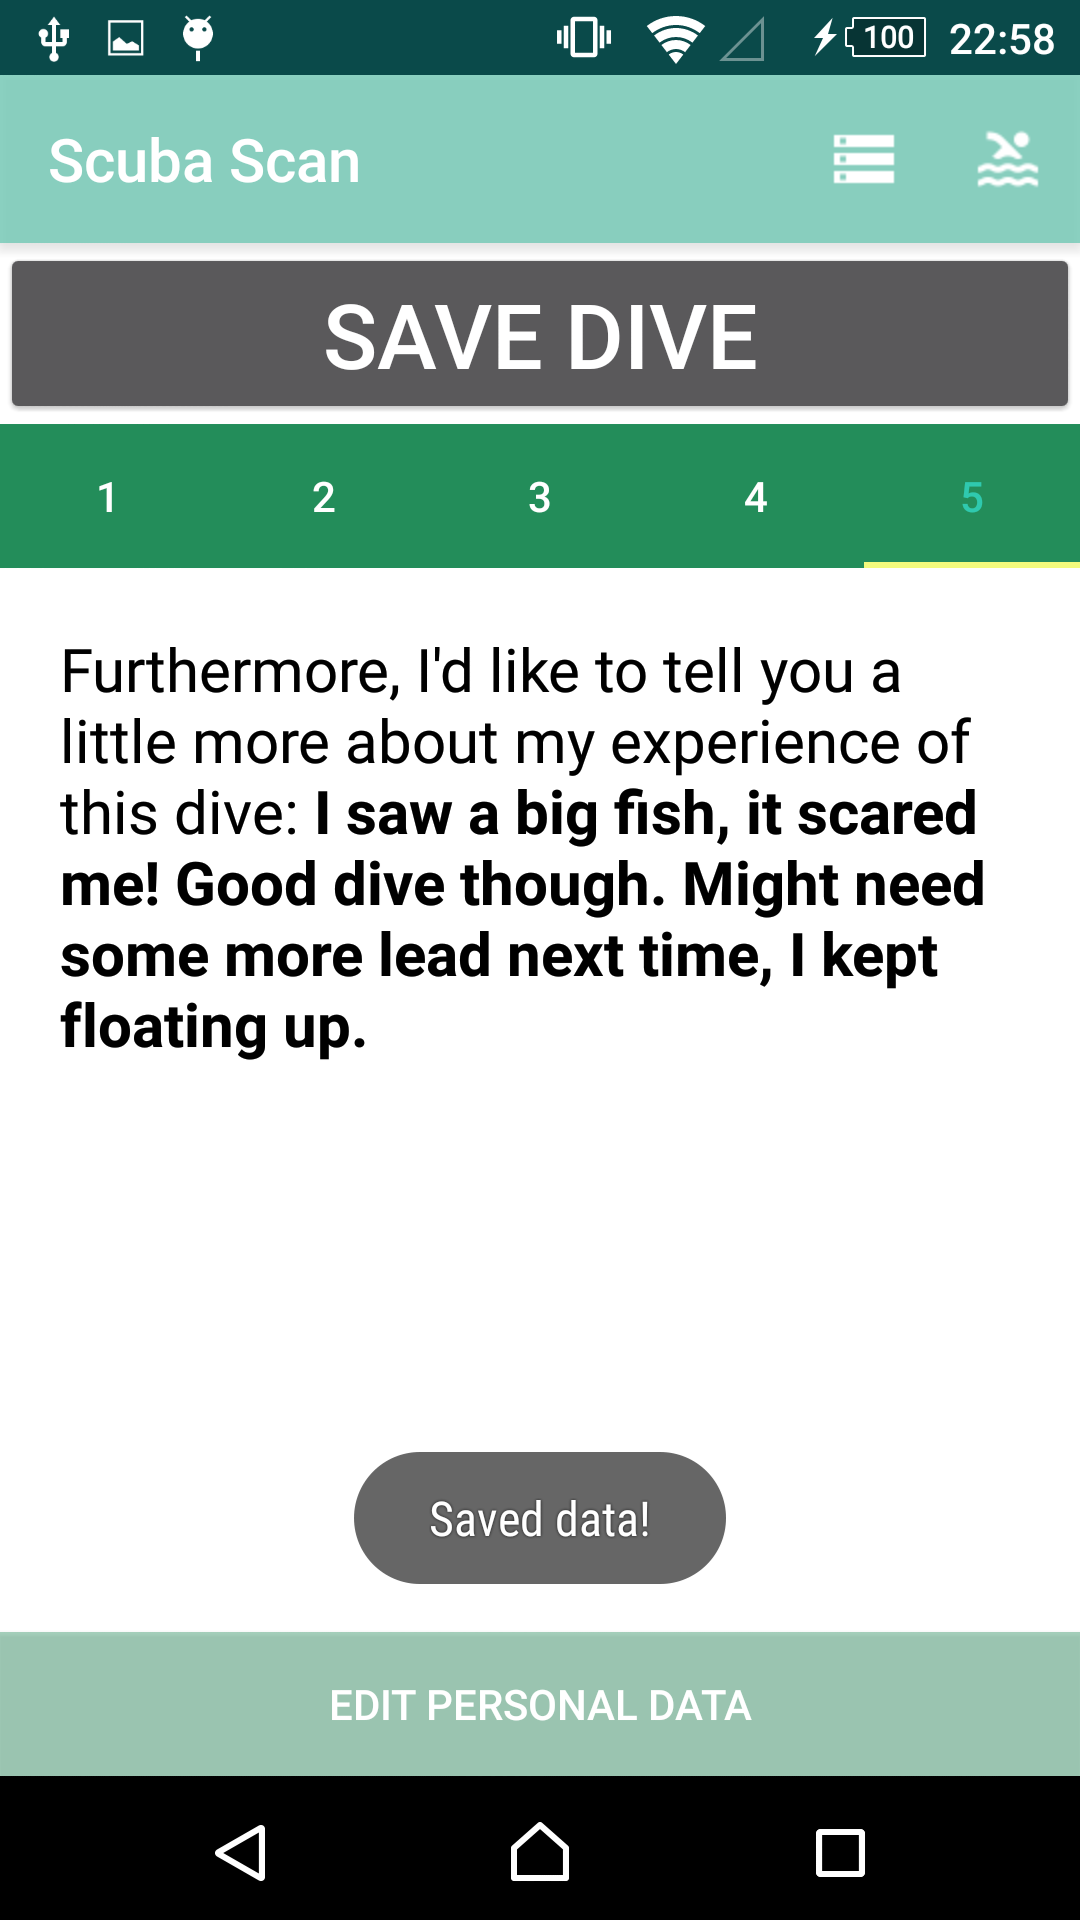 100 22:58
Scuba Scan
SAVE DIVE
1 2 3 4 5
Furthermore, I'd like to tell you a
little more about my experience of
this dive: I saw a big fish, it scared
me! Good dive though. Might need
some more lead next time, I kept
floating up.
Saved data!
EDIT PERSONAL DATA